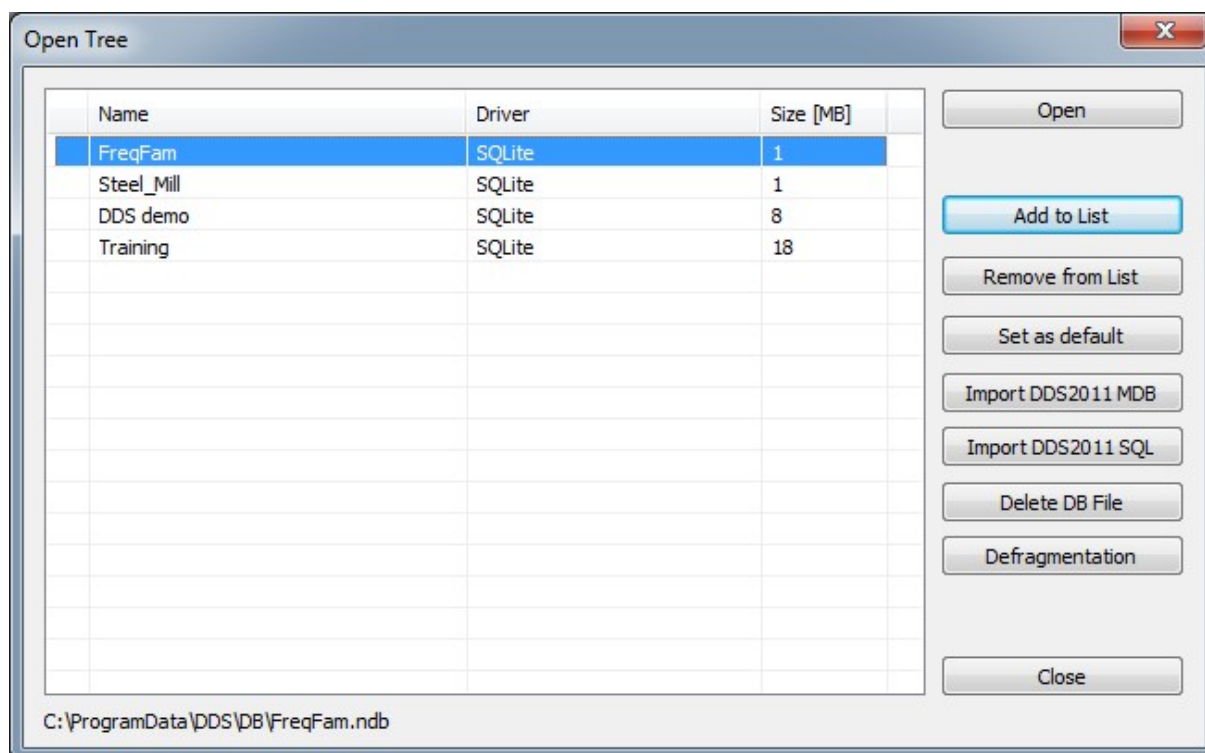 Open Tree
Name Driver Size [MB]
FreqFam SQLite 1
Steel_Mill SQLite 1
DDS demo SQLite 8
Training SQLite 18
Open
Add to List
Remove from List
Set as default
Import DDS2011 MDB
Import DDS2011 SQL
Delete DB File
Defragmentation
Close
C:\ProgramData\DDS\DB\FreqFam.ndb